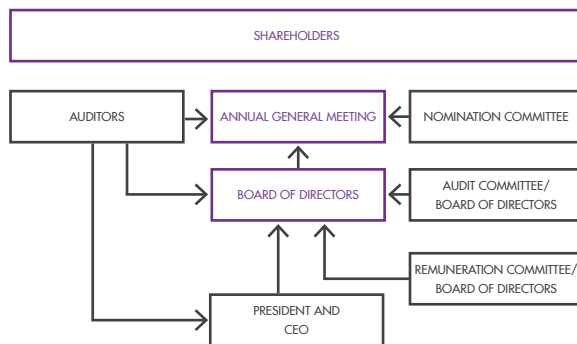 SHAREHOLDERS
AUDITORS
ANNUAL GENERAL MEETING
NOMINATION COMMITTEE
BOARD OF DIRECTORS
AUDIT COMMITTEE/
BOARD OF DIRECTORS
REMUNERATION COMMITTEE/
BOARD OF DIRECTORS
PRESIDENT AND
CEO